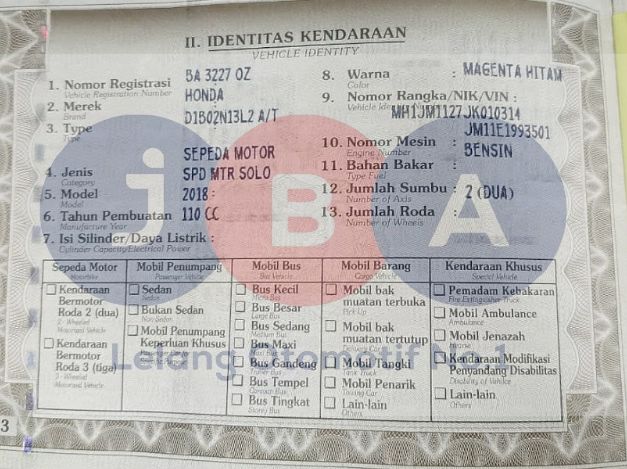 II. IDENTITAS KENDARAAN
VEHICLE IDENTITY
1. Nomor Registrasi : BA 3227 OZ
Vehicle Registration Number
2. Merek : HONDA
Brand
3. Type : D1B02N13L2 A/T
Type
4. Jenis : SEPEDA MOTOR
Category
5. Model : SPD MTR SOLO
Model
6. Tahun Pembuatan : 2018
Manufacture Year
7. Isi Silinder/Daya Listrik : 110 CC
Cylinder Capacity/Electrical Power
8. Warna : MAGENTA HITAM
Color
9. Nomor Rangka/NIK/VIN : MH1JM1127JK010314
10. Nomor Mesin : JM11E1993501
Engine Number
11. Bahan Bakar : BENSIN
Type Fuel
12. Jumlah Sumbu : 2 (DUA)
Number of Axis
13. Jumlah Roda :
Number of Wheels
Sepeda Motor
Motorbike
Kendaraan Bermotor Roda 2 (dua)
2 - Wheeled Motorized Vehicle
Kendaraan Bermotor Roda 3 (tiga)
3 - Wheeled Motorized Vehicle
Mobil Penumpang
Passenger Vehicle
Sedan
Sedan
Bukan Sedan
Non-Sedan
Mobil Penumpang Keperluan Khusus
Mobil Bus
Bus Vehicle
Bus Kecil
Micro Bus
Bus Besar
Large Bus
Bus Sedang
Medium Bus
Bus Maxi
Maxi Bus
Bus Gandeng
Bus Tempel
Bus Tingkat
Mobil Barang
Cargo Vehicle
Mobil bak muatan terbuka
Pick Up
Mobil bak muatan tertutup
Delivery Car
Mobil Tangki
Tank Truck
Mobil Penarik
Towing Car
Lain-lain
Others
Kendaraan Khusus
Special Vehicle
Pemadam Kebakaran
Fire Extinguisher Truck
Mobil Ambulance
Ambulance
Mobil Jenazah
Hearse
Kendaraan Modifikasi Penyandang Disabilitas
Disability of Vehicle
Lain-lain
Others
J B A
Lelang Otomotif No.1
3